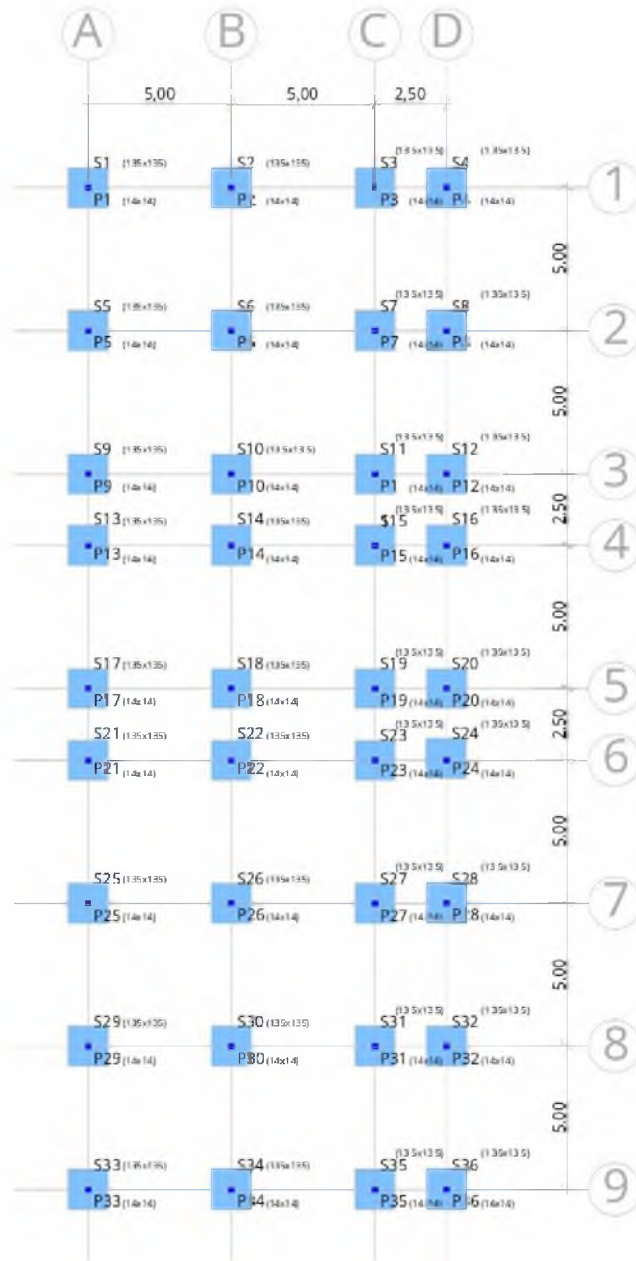 A B C D
5,00 5,00 2,50
(135x135) (135x135)
S1 (135x135) S2 (135x135) S3 S4
1
P1 (14x14) (14x14) P3 (14x14) (14x14)
5,00
(135x135) (135x135)
S5 (135x135) S6 (135x135) S7 S8
2
P5 (14x14) (14x14) P7 (14x14) (14x14)
5,00
(135x135) (135x135)
S9 (135x135) S10 (135x135) S11 S12
3
P9 (14x14) P10 (14x14) P1 (14x14) P12 (14x14)
2,50
(135x135) (135x135)
S13 (135x135) S14 (135x135) S15 S16
4
P13 (14x14) P14 (14x14) P15 (14x14) P16 (14x14)
5,00
(135x135) (135x135)
S17 (135x135) S18 (135x135) S19 S20
5
P17 (14x14) P18 (14x14) P19 (14x14) P20 (14x14)
2,50
(135x135) (135x135)
S21 (135x135) S22 (135x135) S23 S24
6
P21 (14x14) P22 (14x14) P23 (14x14) P24 (14x14)
5,00
(135x135) (135x135)
S25 (135x135) S26 (135x135) S27 S28
7
P25 (14x14) P26 (14x14) P27 (14x14) P28 (14x14)
5,00
(135x135) (135x135)
S29 (135x135) S30 (135x135) S31 S32
8
P29 (14x14) P30 (14x14) P31 (14x14) P32 (14x14)
5,00
(135x135) (135x135)
S33 (135x135) S34 (135x135) S35 S36
9
P33 (14x14) (14x14) P35 (14x14) (14x14)